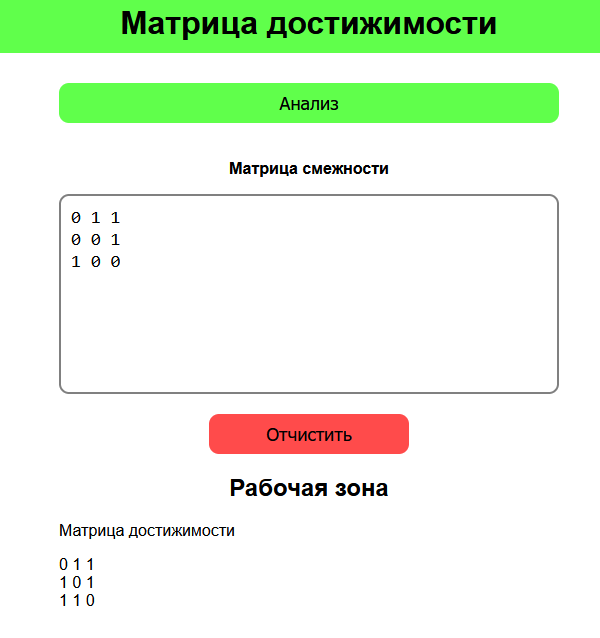 Матрица достижимости
Анализ
Матрица смежности
0 1 1
0 0 1
1 0 0
Отчистить
Рабочая зона
Матрица достижимости
0 1 1
1 0 1
1 1 0